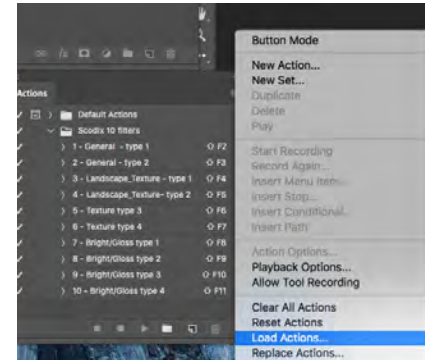 Actions
Default Actions
Scodix 10 filters
1 - General - type 1 ⇧ F2
2 - General - type 2 ⇧ F3
3 - Landscape_Texture - type 1 ⇧ F4
4 - Landscape_Texture- type 2 ⇧ F5
5 - Texture type 3 ⇧ F6
6 - Texture type 4 ⇧ F7
7 - Bright/Gloss type 1 ⇧ F8
8 - Bright/Gloss type 2 ⇧ F9
9 - Bright/Gloss type 3 ⇧ F10
10 - Bright/Gloss type 4 ⇧ F11
Button Mode
New Action...
New Set...
Duplicate
Delete
Play
Start Recording
Record Again...
Insert Menu Item...
Insert Stop...
Insert Conditional...
Insert Path
Action Options...
Playback Options...
Allow Tool Recording
Clear All Actions
Reset Actions
Load Actions...
Replace Actions...